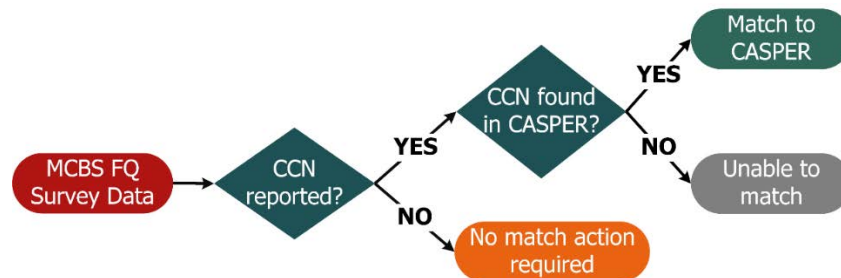 MCBS FQ
Survey Data
CCN
reported?
YES
NO
CCN found
in CASPER?
YES
NO
Match to
CASPER
Unable to
match
No match action
required